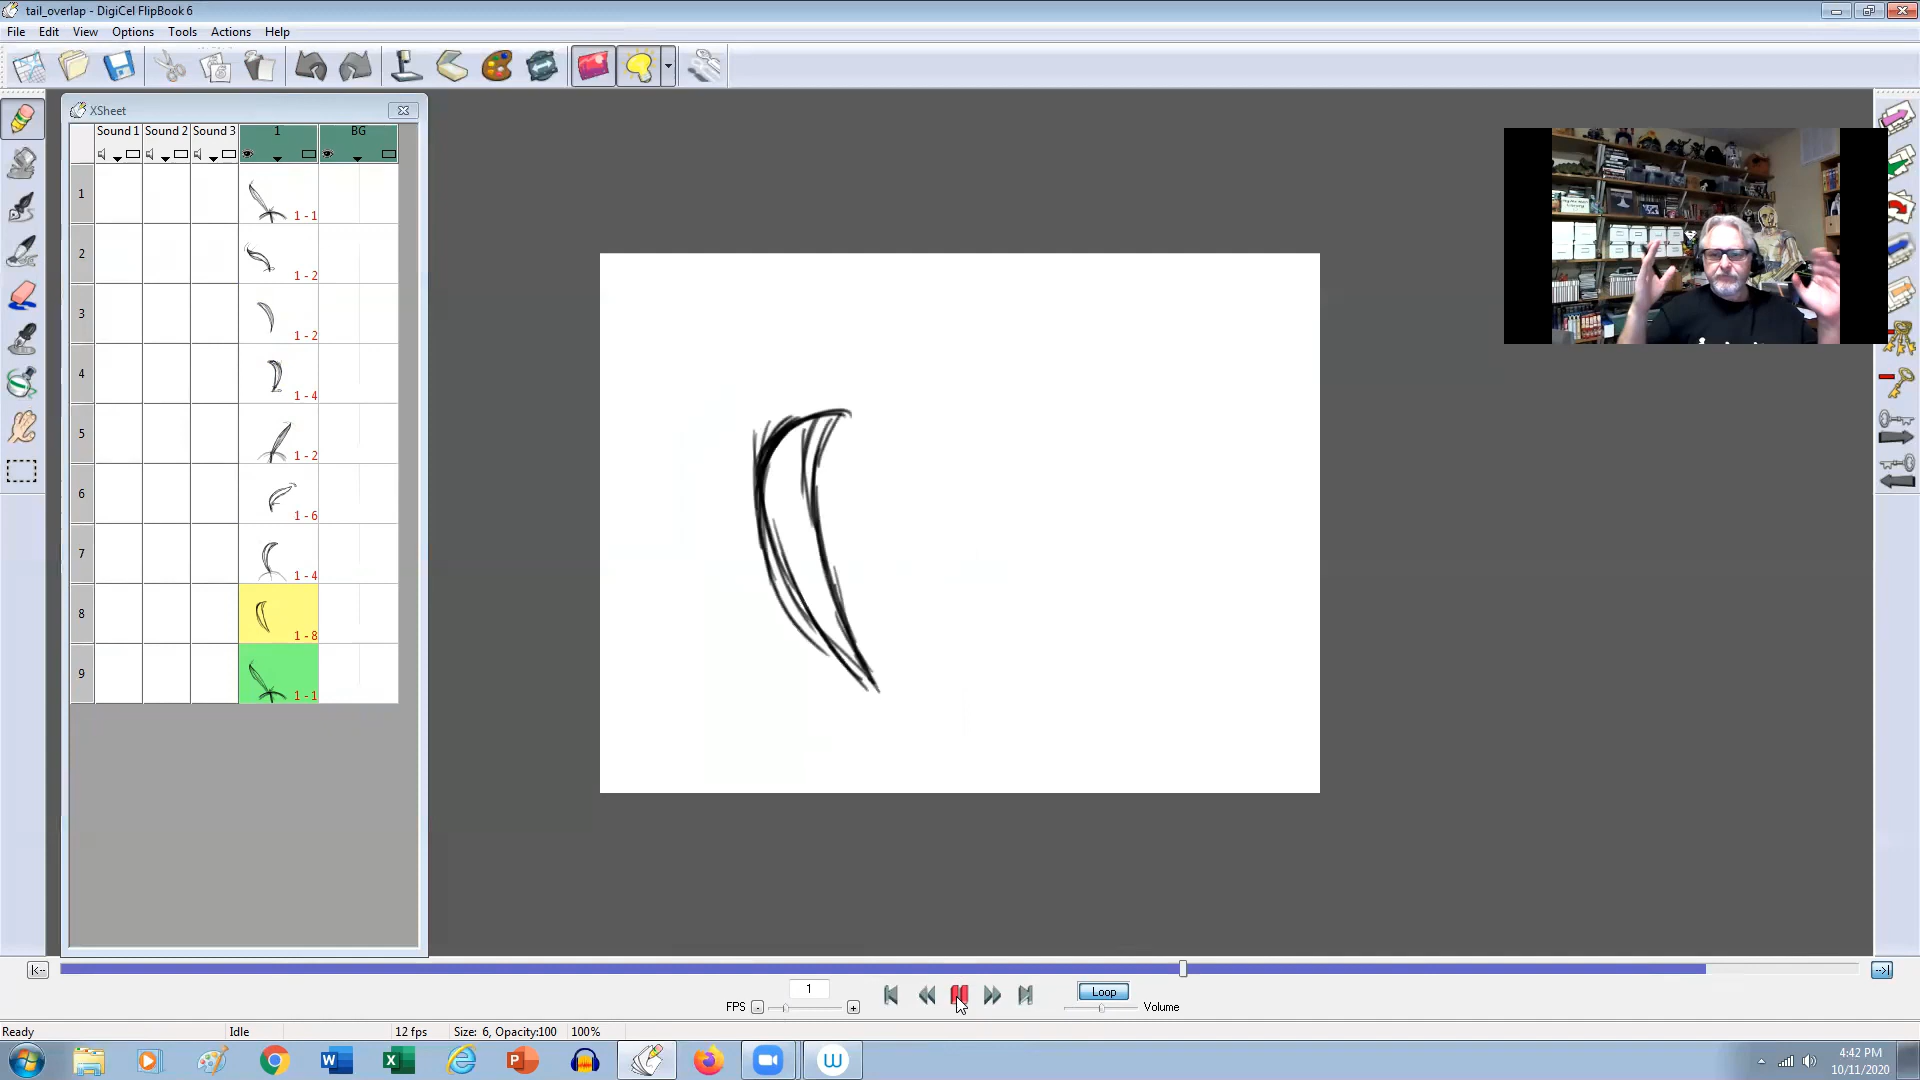 tail_overlap - DigiCel FlipBook 6
File Edit View Options Tools Actions Help
XSheet
Sound 1 Sound 2 Sound 3 1 BG
1 1 - 1
2 1 - 2
3 1 - 2
4 1 - 4
5 1 - 2
6 1 - 6
7 1 - 4
8 1 - 8
9 1 - 1
1 Loop
FPS - + Volume
Ready Idle 12 fps Size: 6, Opacity:100 100%
4:42 PM
10/11/2020